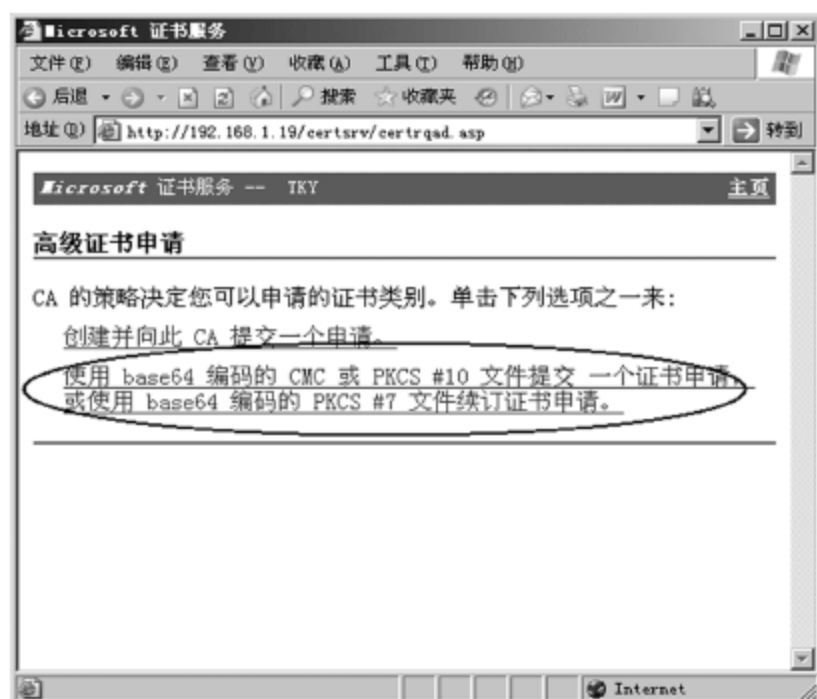 Microsoft 证书服务
文件(F) 编辑(E) 查看(V) 收藏(A) 工具(T) 帮助(H)
后退 搜索 收藏夹
地址(D) http://192.168.1.19/certsrv/certrqad.asp 转到
Microsoft 证书服务 -- TKY 主页
高级证书申请
CA 的策略决定您可以申请的证书类别。单击下列选项之一来:
创建并向此 CA 提交一个申请。
使用 base64 编码的 CMC 或 PKCS #10 文件提交 一个证书申请,
或使用 base64 编码的 PKCS #7 文件续订证书申请。
Internet